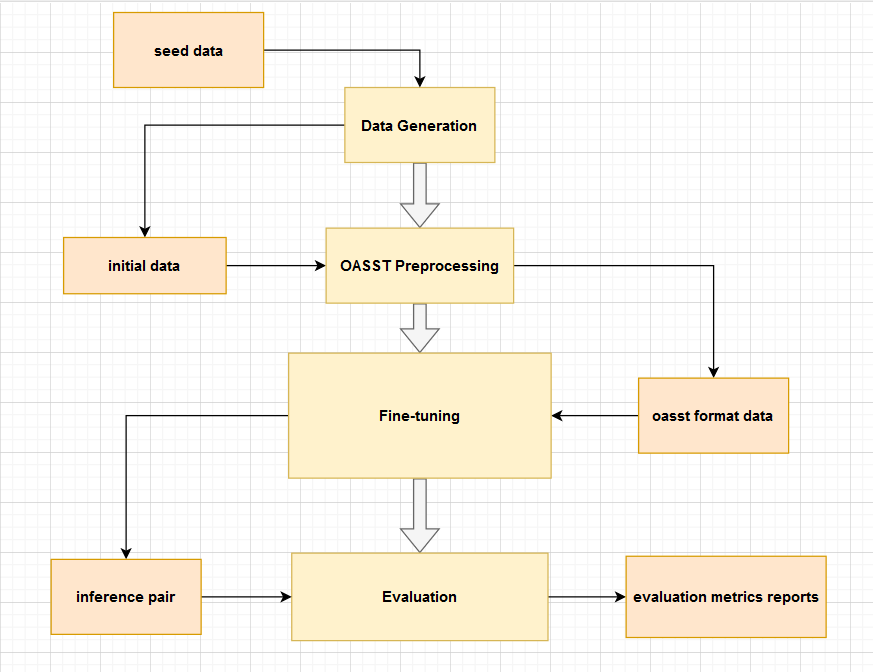 seed data
Data Generation
initial data
OASST Preprocessing
Fine-tuning
oasst format data
inference pair
Evaluation
evaluation metrics reports